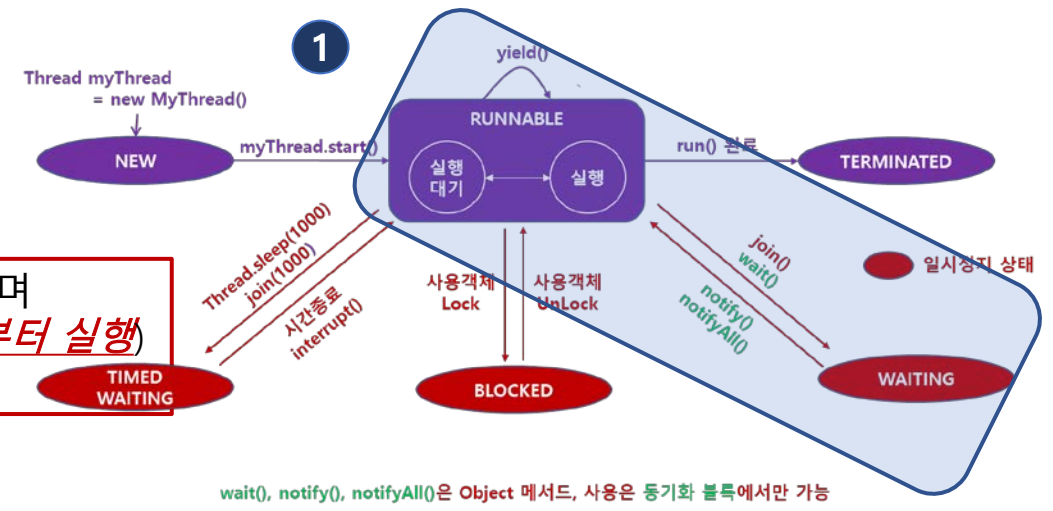 1
yield()
Thread myThread
= new MyThread()
RUNNABLE
NEW
myThread.start()
실행
대기
실행
run() 완료
TERMINATED
Thread.sleep(1000)
join(1000)
시간종료
interrupt()
사용객체
Lock
사용객체
UnLock
join()
wait()
notify()
notifyAll()
일시정지 상태
며
부터 실행)
TIMED
WAITING
BLOCKED
WAITING
wait(), notify(), notifyAll()은 Object 메서드, 사용은 동기화 블록에서만 가능